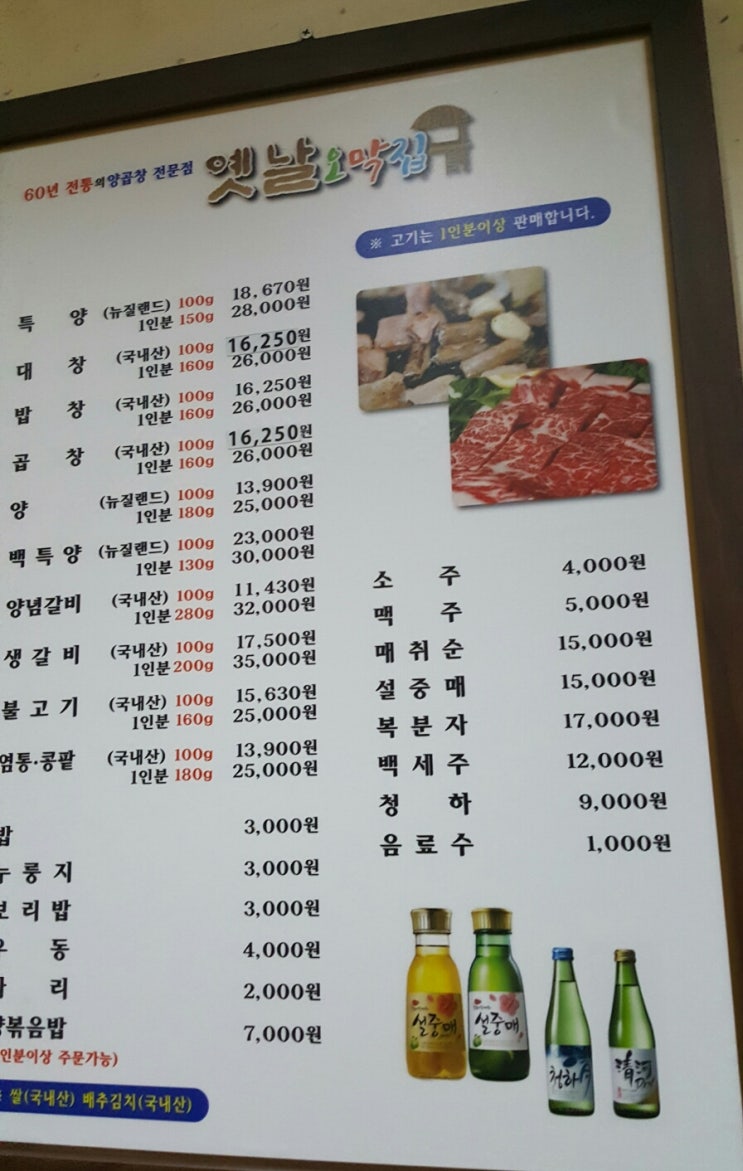 60년 전통의양곱창 전문점 옛날오막집
※ 고기는 1인분이상 판매합니다.
특 양 (뉴질랜드) 100g 18,670원
1인분 150g 28,000원
대 창 (국내산) 100g 16,250원
1인분 160g 26,000원
밥 창 (국내산) 100g 16,250원
1인분 160g 26,000원
곱 창 (국내산) 100g 16,250원
1인분 160g 26,000원
양 (뉴질랜드) 100g 13,900원
1인분 180g 25,000원
백 특 양 (뉴질랜드) 100g 23,000원
1인분 130g 30,000원
양념갈비 (국내산) 100g 11,430원
1인분 280g 32,000원
생 갈 비 (국내산) 100g 17,500원
1인분 200g 35,000원
불 고 기 (국내산) 100g 15,630원
1인분 160g 25,000원
염통·콩팥 (국내산) 100g 13,900원
1인분 180g 25,000원
밥 3,000원
누 룽 지 3,000원
보 리 밥 3,000원
우 동 4,000원
리 2,000원
양볶음밥 7,000원
인분이상 주문가능)
※ 쌀(국내산) 배추김치(국내산)
소 주 4,000원
맥 주 5,000원
매 취 순 15,000원
설 중 매 15,000원
복 분 자 17,000원
백 세 주 12,000원
청 하 9,000원
음 료 수 1,000원
설중매
설중매
청하
清河